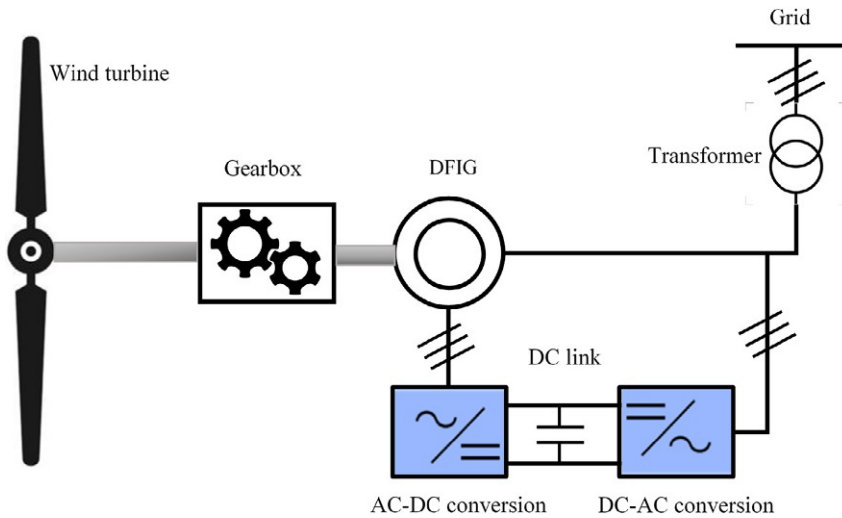 Grid
Wind turbine
Transformer
Gearbox
DFIG
DC link
AC-DC conversion
DC-AC conversion